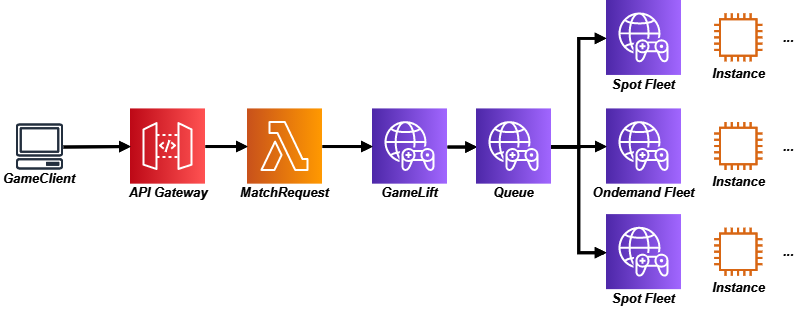 Spot Fleet
Instance
...
GameClient
API Gateway
</>
MatchRequest
GameLift
Queue
Ondemand Fleet
Instance
...
Spot Fleet
Instance
...